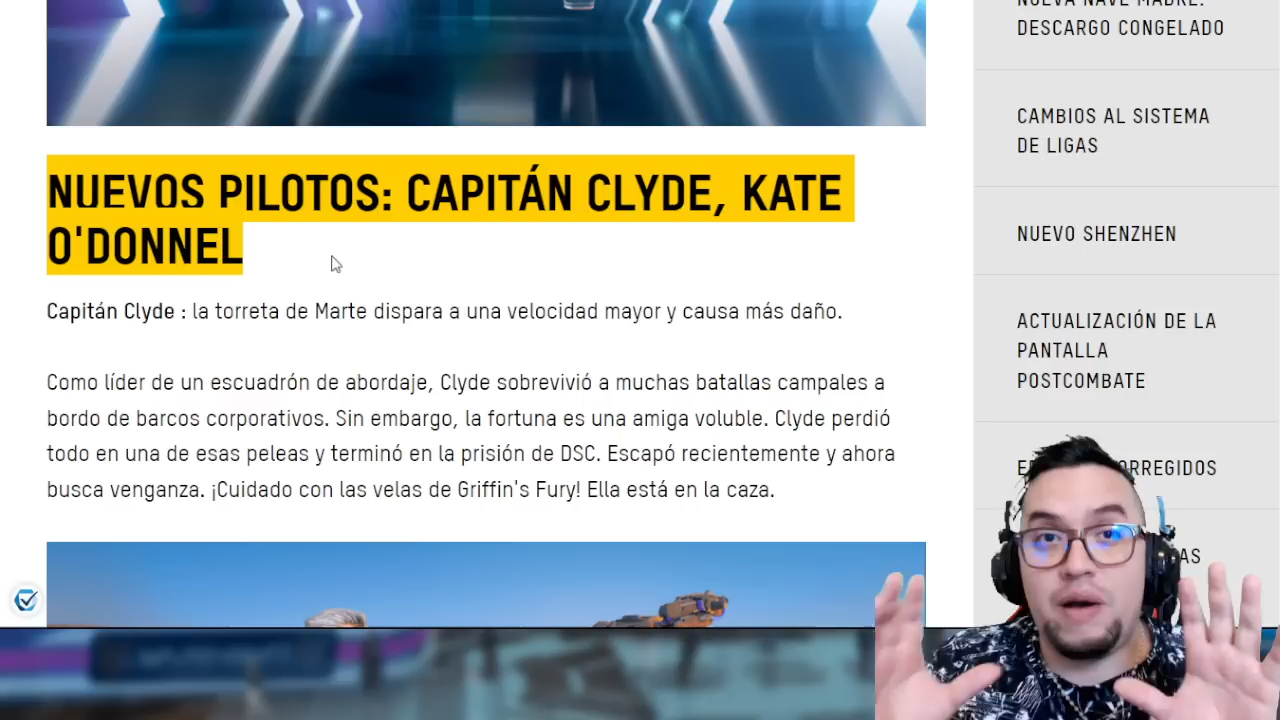 NUEVOS PILOTOS: CAPITÁN CLYDE, KATE
O'DONNEL
Capitán Clyde : la torreta de Marte dispara a una velocidad mayor y causa más daño.
Como líder de un escuadrón de abordaje, Clyde sobrevivió a muchas batallas campales a
bordo de barcos corporativos. Sin embargo, la fortuna es una amiga voluble. Clyde perdió
todo en una de esas peleas y terminó en la prisión de DSC. Escapó recientemente y ahora
busca venganza. ¡Cuidado con las velas de Griffin's Fury! Ella está en la caza.
NUEVA NAVE MADRE:
DESCARGO CONGELADO
CAMBIOS AL SISTEMA
DE LIGAS
NUEVO SHENZHEN
ACTUALIZACIÓN DE LA
PANTALLA
POSTCOMBATE